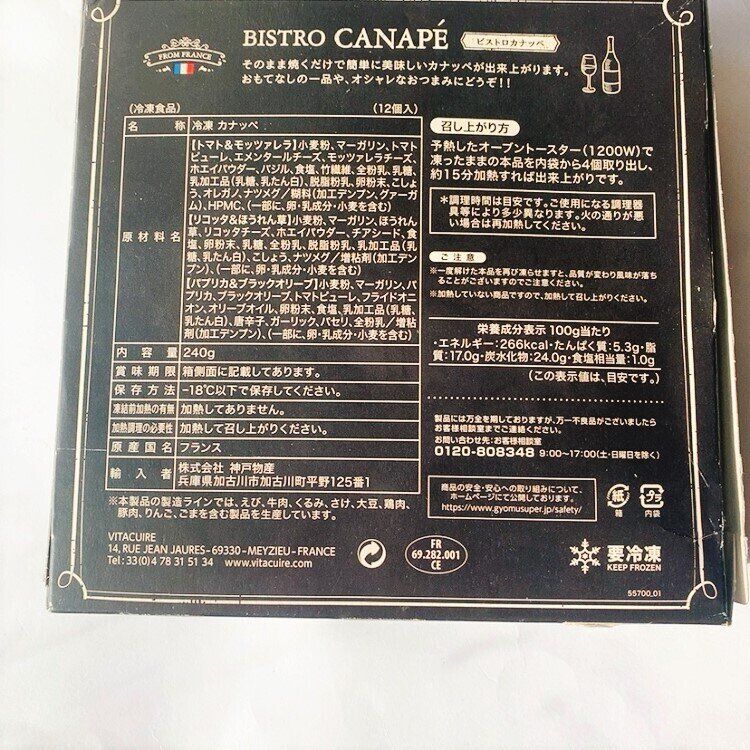 FROM FRANCE
BISTRO CANAPÉ
ビストロカナッペ
そのまま焼くだけで簡単に美味しいカナッペが出来上がります。
おもてなしの一品や、オシャレなおつまみにどうぞ!!
(冷凍食品)
(12個入)
名 称 冷凍 カナッペ
原材料名
【トマト&モッツァレラ】小麦粉、マーガリン、トマト
ピューレ、エメンタールチーズ、モッツァレラチーズ、
ホエイパウダー、バジル、食塩、竹繊維、全粉乳、乳糖、
乳加工品(乳糖、乳たん白)、脱脂粉乳、卵粉末、こしょ
う、オレガノ、ナツメグ/糊料(加工デンプン、グァーガ
ム)、HPMC、(一部に、卵・乳成分・小麦を含む)
【リコッタ&ほうれん草】小麦粉、マーガリン、ほうれん
草、リコッタチーズ、ホエイパウダー、チアシード、食
塩、卵粉末、乳糖、全粉乳、脱脂粉乳、乳加工品(乳
糖、乳たん白)、こしょう、ナツメグ/増粘剤(加工デン
プン)、(一部に、卵・乳成分・小麦を含む)
【パプリカ&ブラックオリーブ】小麦粉、マーガリン、パ
プリカ、ブラックオリーブ、トマトピューレ、フライドオニ
オン、オリーブオイル、卵粉末、食塩、乳加工品(乳糖、
乳たん白)、唐辛子、ガーリック、パセリ、全粉乳/増粘
剤(加工デンプン)、(一部に、卵・乳成分・小麦を含む)
内 容 量 240g
賞味期限 箱側面に記載してあります。
保存方法 −18℃以下で保存してください。
凍結前加熱の有無 加熱してありません。
加熱調理の必要性 加熱して召し上がりください。
原産国名 フランス
輸 入 者 株式会社 神戸物産
兵庫県加古川市加古川町平野125番1
※本製品の製造ラインでは、えび、牛肉、くるみ、さけ、大豆、鶏肉、
豚肉、りんご、ごまを含む製品を生産しています。
VITACUIRE
14, RUE JEAN JAURES - 69330 - MEYZIEU - FRANCE
Tel : 33 (0) 4 78 31 51 34 www.vitacuire.com
FR
69.282.001
CE
召し上がり方
予熱したオーブントースター(1200W)で
凍ったままの本品を内袋から4個取り出し、
約15分加熱すれば出来上がりです。
*調理時間は目安です。ご使用になる調理器
具等により多少異なります。火の通りが悪
い場合は再加熱してください。
ご注意
※一度解けた本品を再び凍らせますと、品質が変わり風味が落ち
ることがございますのでご注意ください。
※加熱していない商品ですので、加熱して召し上がりください。
栄養成分表示 100g当たり
・エネルギー:266kcal・たんぱく質:5.3g・脂
質:17.0g・炭水化物:24.0g・食塩相当量:1.0g
(この表示値は、目安です。)
製品には万全を期しておりますが、万一不良品がございましたら
お客様相談室までご連絡ください。
お問い合わせ先:お客様相談室
0120-808348 9:00~17:00(土・日曜日を除く)
商品の安全・安心への取り組みについて、
ホームページにて公開しております。
https://www.gyomusuper.jp/safety/
紙
箱
プラ
内袋
要冷凍
KEEP FROZEN
55700_01